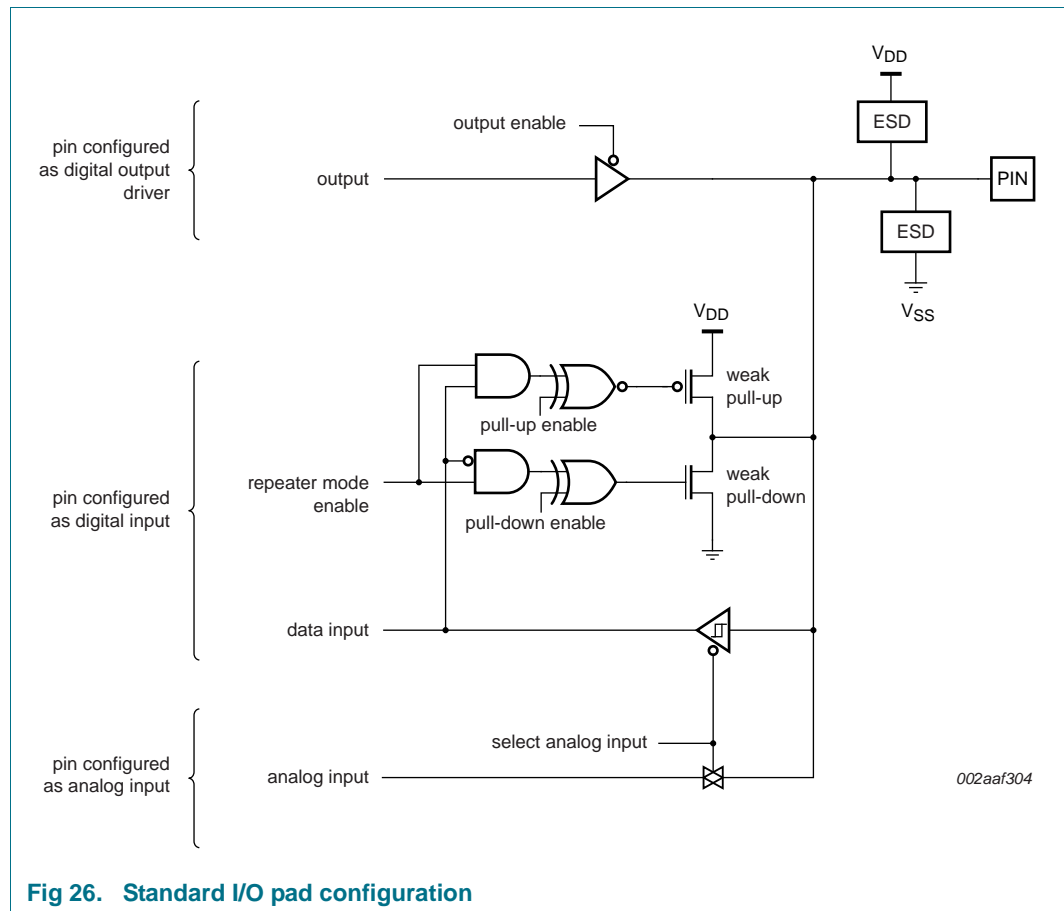 VDD
ESD
output enable
pin configured
as digital output
driver
output
PIN
ESD
VSS
VDD
weak
pull-up
pull-up enable
repeater mode
enable
weak
pull-down
pull-down enable
pin configured
as digital input
data input
select analog input
pin configured
as analog input
analog input
002aaf304
Fig 26. Standard I/O pad configuration